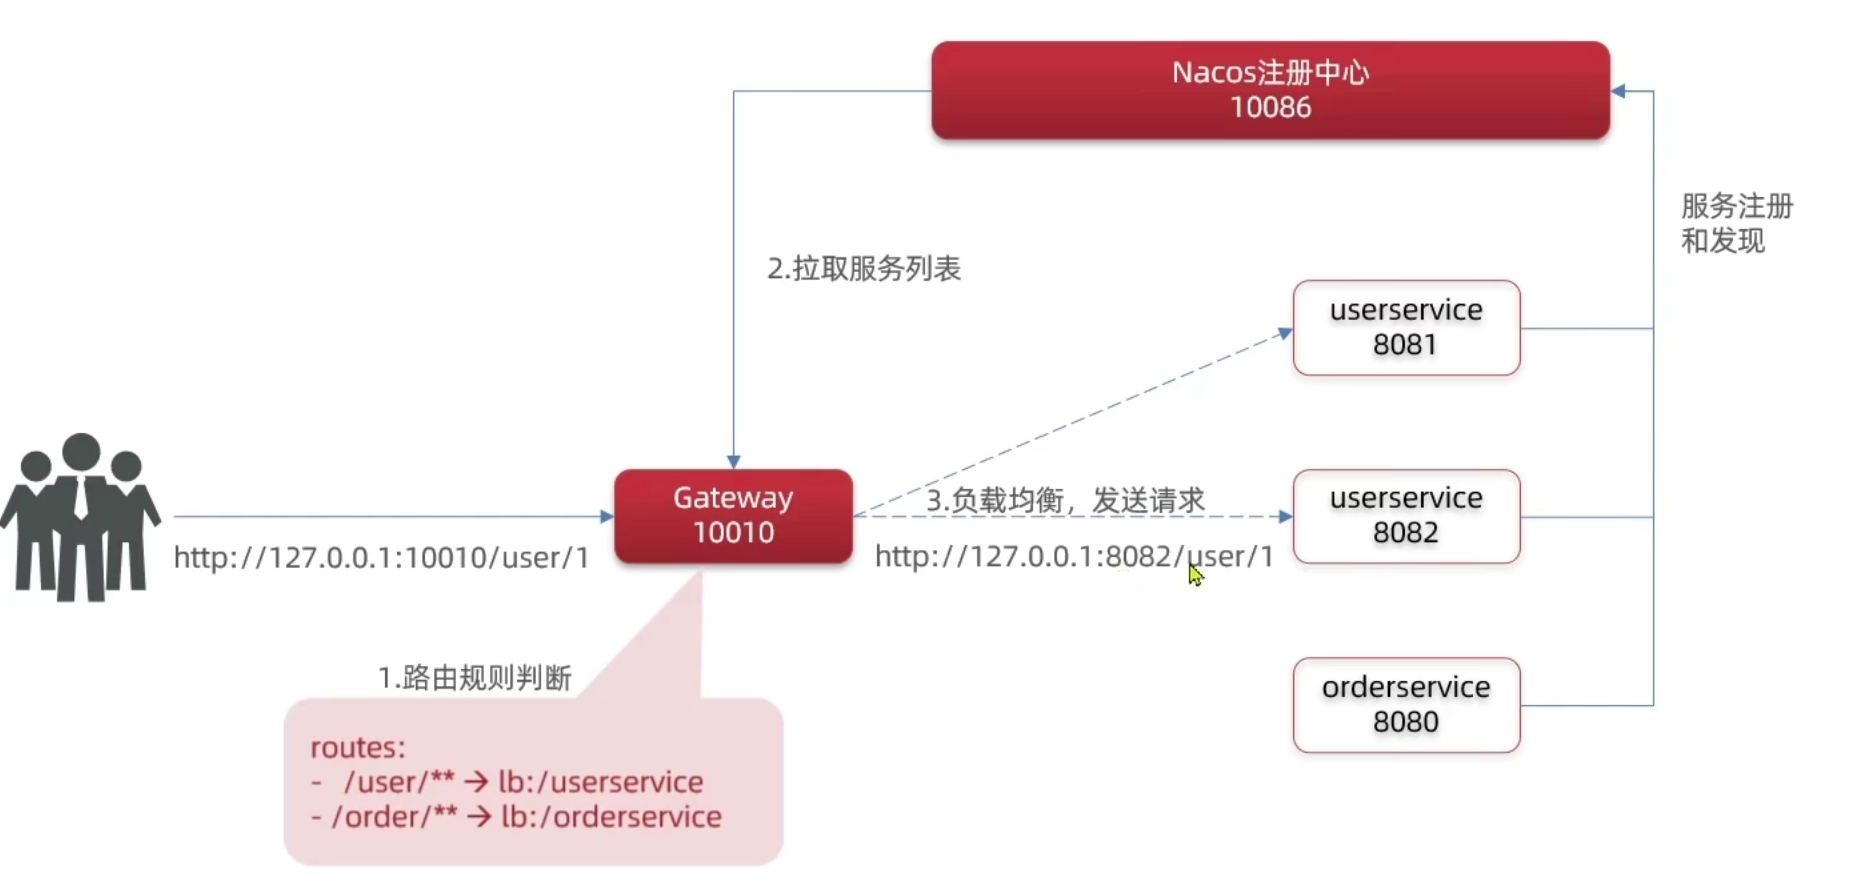 Nacos注册中心
10086
服务注册
和发现
2.拉取服务列表
userservice
8081
Gateway
10010
3.负载均衡，发送请求
userservice
8082
http://127.0.0.1:10010/user/1
http://127.0.0.1:8082/user/1
1.路由规则判断
orderservice
8080
routes:
- /user/** → lb:/userservice
- /order/** → lb:/orderservice